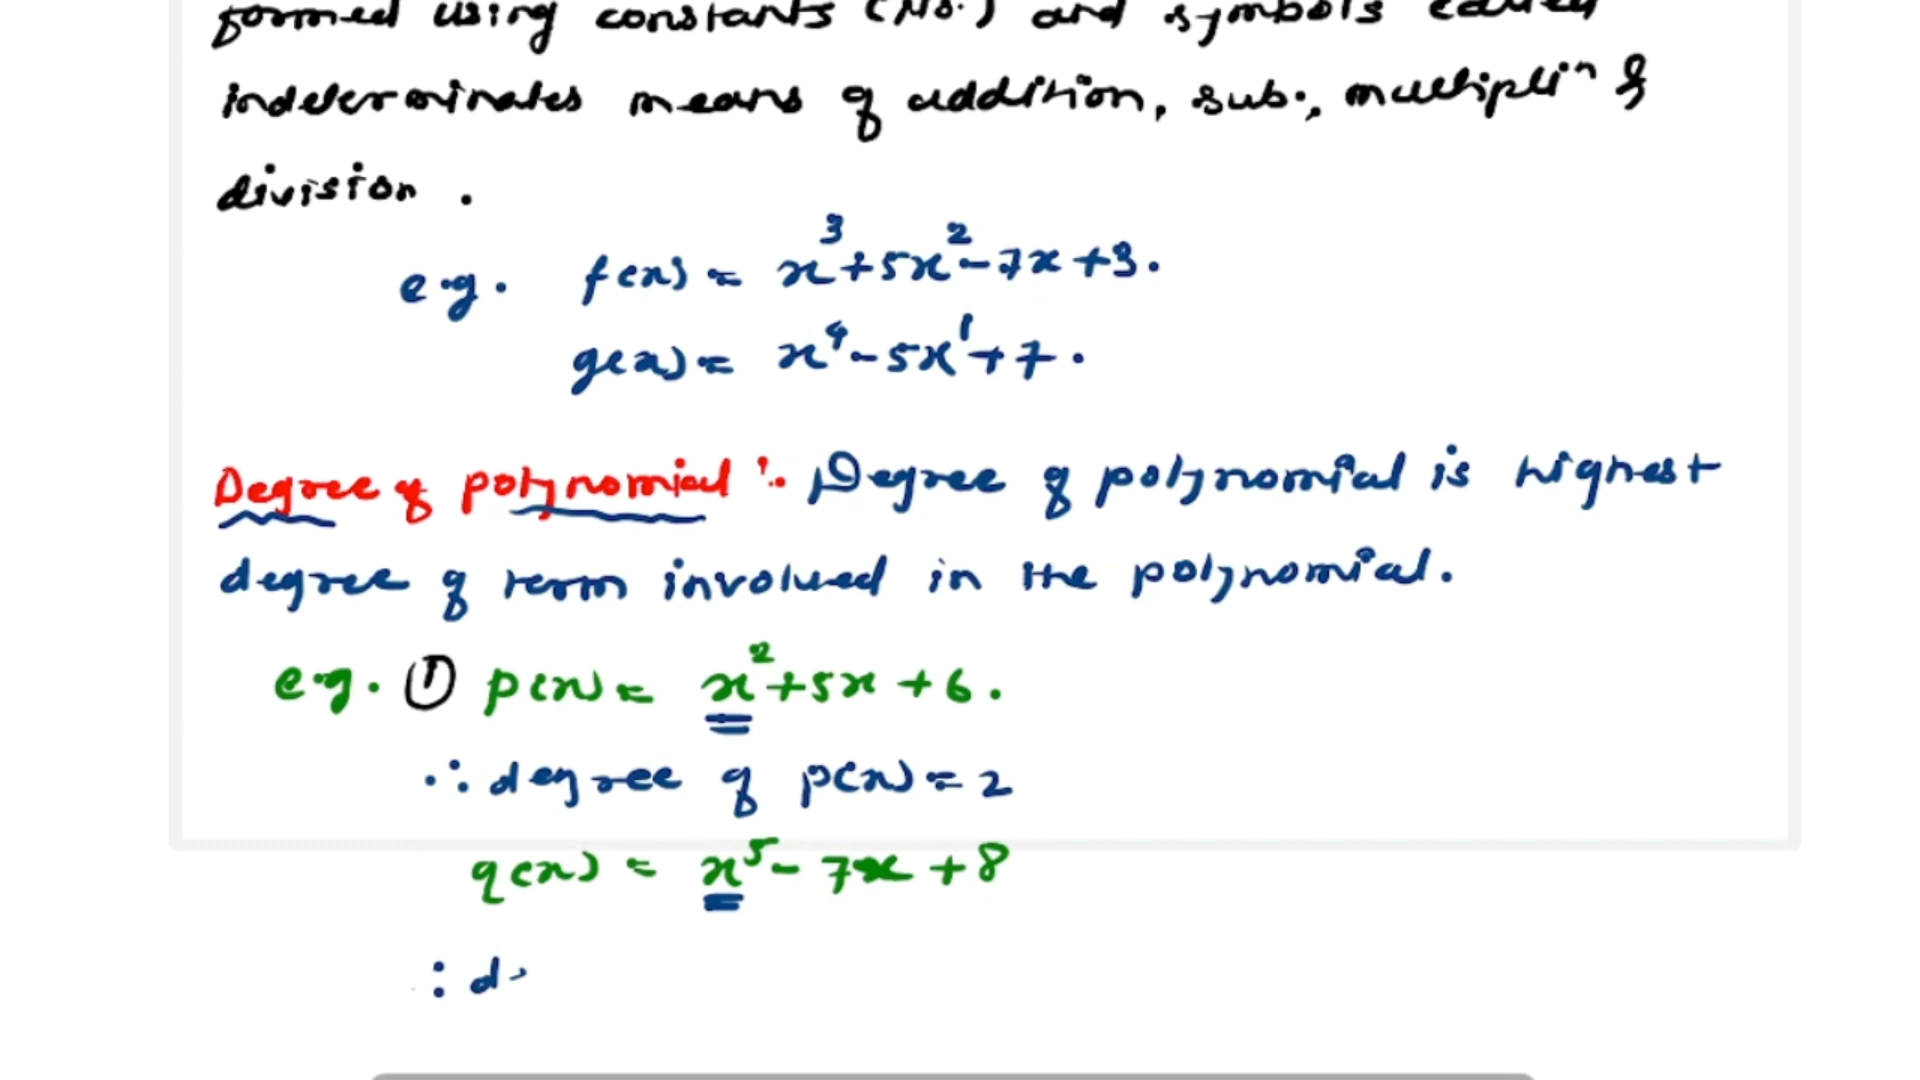 formed using constants (No.) and symbols called
indeterminates means of addition, sub., multipliⁿ &
division .
e.g. f(x) = x³+5x²-7x+3.
g(x) = x⁴-5x¹+7.
Degree of polynomial : Degree of polynomial is highest
degree of term involved in the polynomial.
e.g. ① p(x) = x²+5x+6.
∴ degree of p(x) = 2
q(x) = x⁵-7x+8
: d